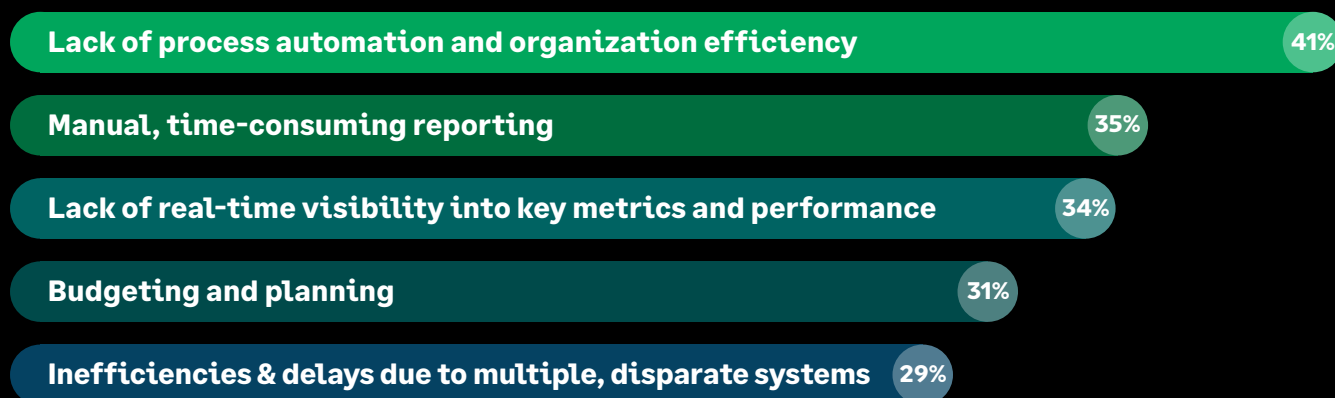 Lack of process automation and organization efficiency 41%
Manual, time-consuming reporting 35%
Lack of real-time visibility into key metrics and performance 34%
Budgeting and planning 31%
Inefficiencies & delays due to multiple, disparate systems 29%